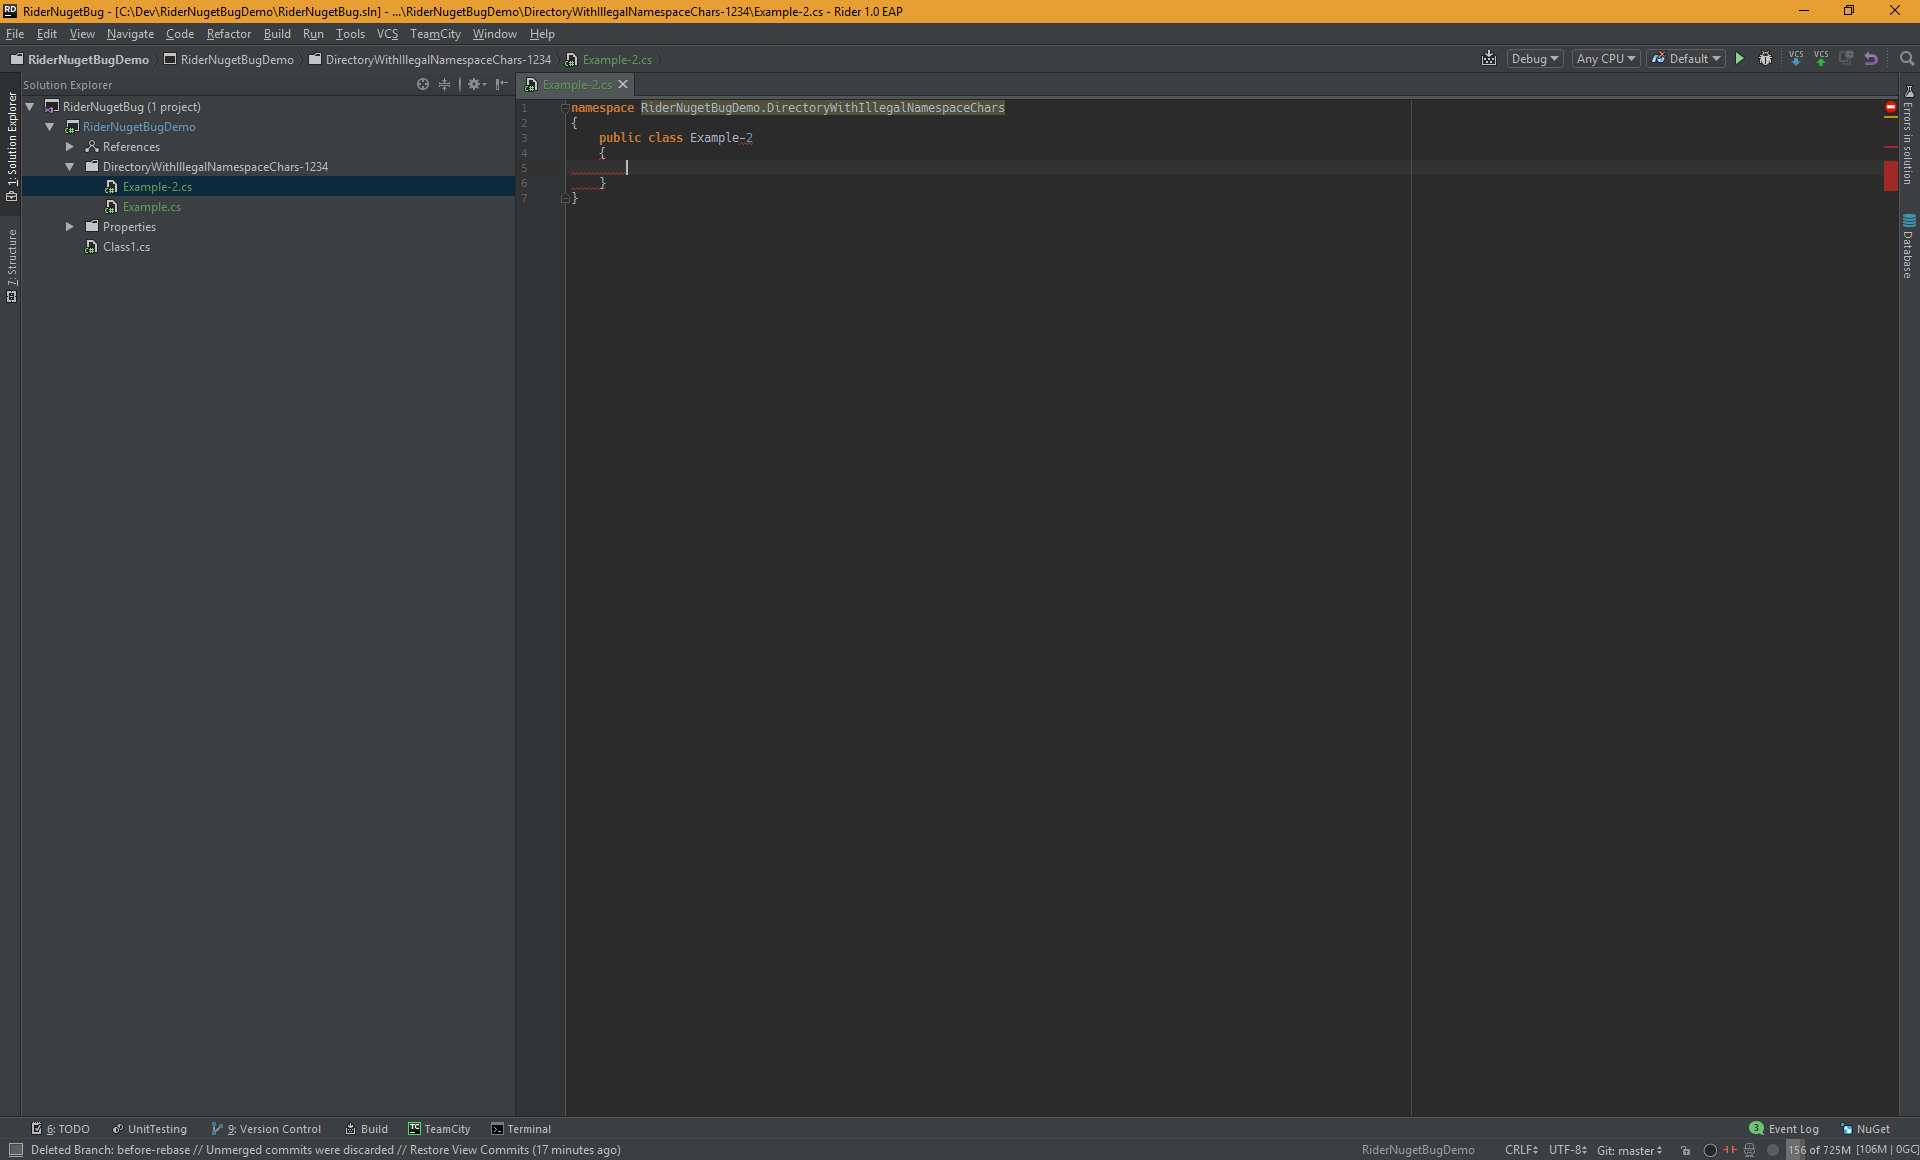 RD RiderNugetBug - [C:\Dev\RiderNugetBugDemo\RiderNugetBug.sln] - ...\RiderNugetBugDemo\DirectoryWithIllegalNamespaceChars-1234\Example-2.cs - Rider 1.0 EAP
File Edit View Navigate Code Refactor Build Run Tools VCS TeamCity Window Help
RiderNugetBugDemo RiderNugetBugDemo DirectoryWithIllegalNamespaceChars-1234 Example-2.cs Debug Any CPU Default VCS VCS
Solution Explorer
Example-2.cs
1: Solution Explorer
7: Structure
RiderNugetBug (1 project)
RiderNugetBugDemo
References
DirectoryWithIllegalNamespaceChars-1234
Example-2.cs
Example.cs
Properties
Class1.cs
1 namespace RiderNugetBugDemo.DirectoryWithIllegalNamespaceChars
2 {
3 public class Example-2
4 {
5
6 }
7 }
Errors in solution
Database
6: TODO UnitTesting 9: Version Control Build TC TeamCity Terminal 3 Event Log NuGet
Deleted Branch: before-rebase // Unmerged commits were discarded // Restore View Commits (17 minutes ago) RiderNugetBugDemo CRLF UTF-8 Git: master 156 of 725M [106M | 0GC]